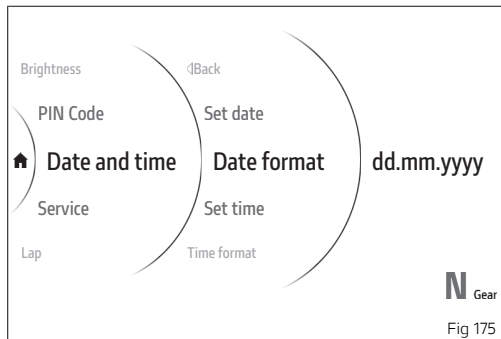 Brightness
PIN Code
Date and time
Service
Lap
Back
Set date
Date format
Set time
Time format
dd.mm.yyyy
N Gear
Fig 175